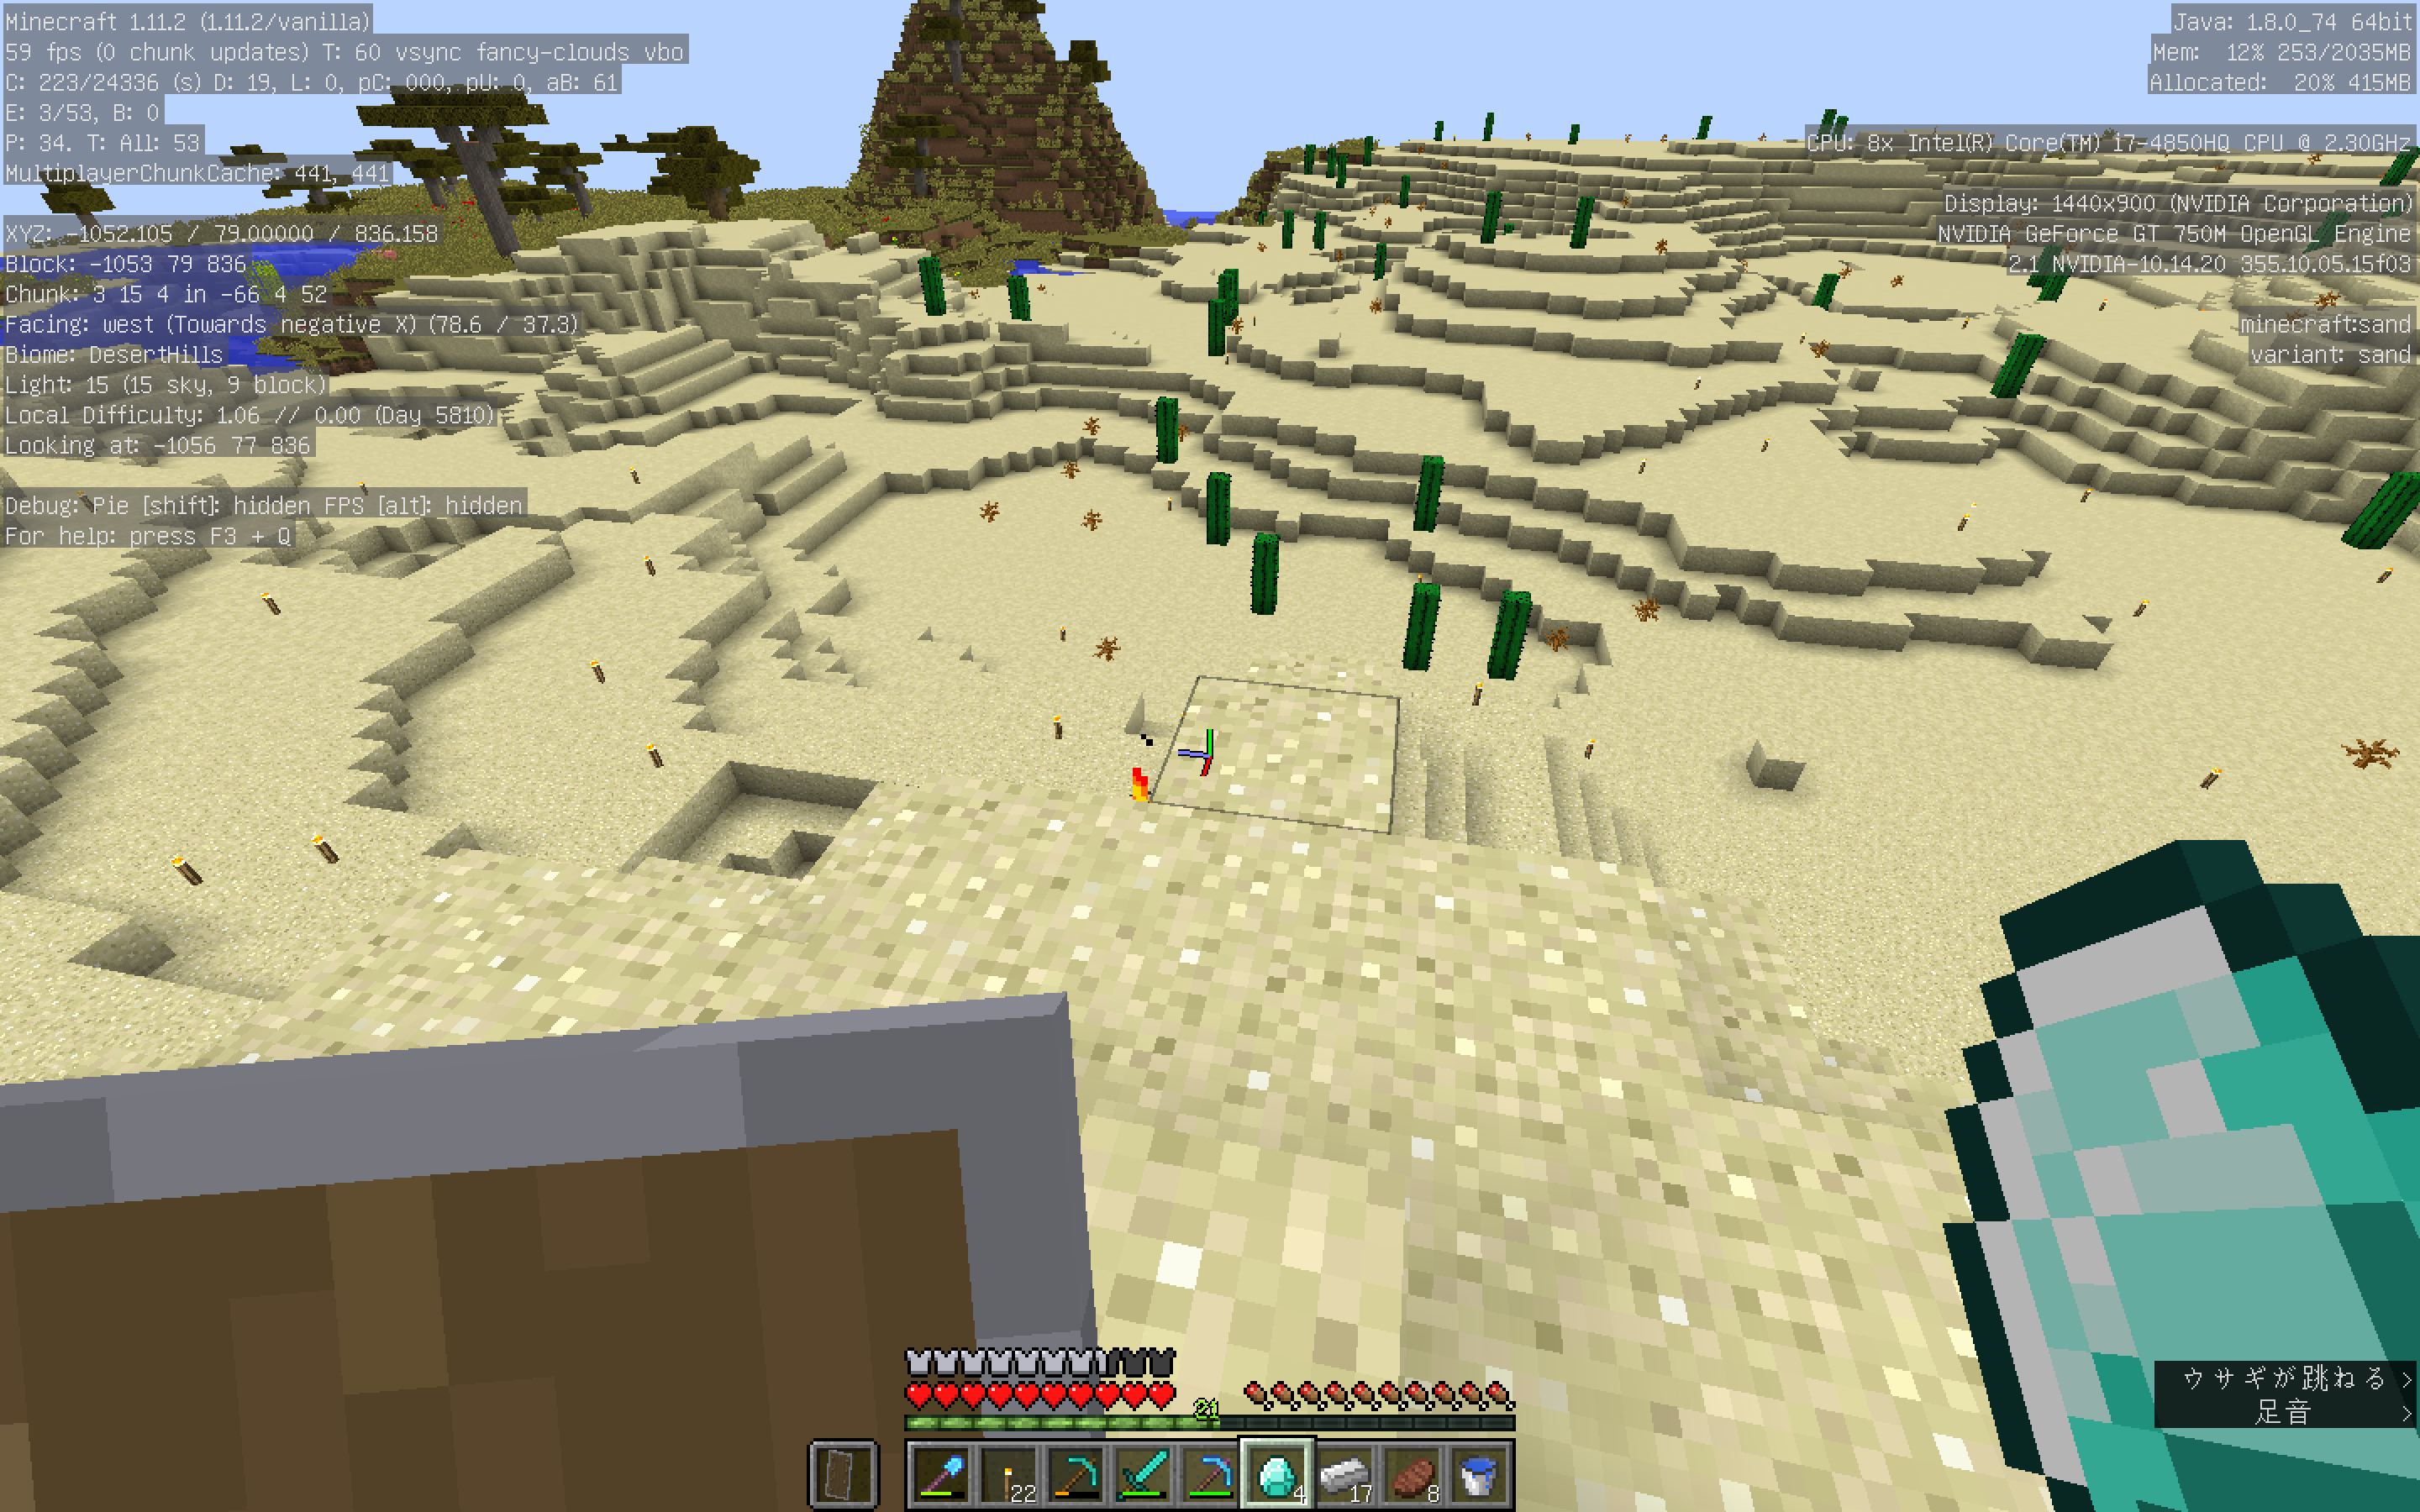 Minecraft 1.11.2 (1.11.2/vanilla)
59 fps (0 chunk updates) T: 60 vsync fancy-clouds vbo
C: 223/24336 (s) D: 19, L: 0, pC: 000, pU: 0, aB: 61
E: 3/53, B: 0
P: 34. T: All: 53
MultiplayerChunkCache: 441, 441
XYZ: -1052.105 / 79.00000 / 836.158
Block: -1053 79 836
Chunk: 3 15 4 in -66 4 52
Facing: west (Towards negative X) (78.6 / 37.3)
Biome: DesertHills
Light: 15 (15 sky, 9 block)
Local Difficulty: 1.06 // 0.00 (Day 5810)
Looking at: -1056 77 836
Debug: Pie [shift]: hidden FPS [alt]: hidden
For help: press F3 + Q
Java: 1.8.0_74 64bit
Mem: 12% 253/2035MB
Allocated: 20% 415MB
CPU: 8x Intel(R) Core(TM) i7-4850HQ CPU @ 2.30GHz
Display: 1440x900 (NVIDIA Corporation)
NVIDIA GeForce GT 750M OpenGL Engine
2.1 NVIDIA-10.14.20 355.10.05.15f03
minecraft:sand
variant: sand
ウサギが跳ねる >
足音 >
21
22 4 17 8